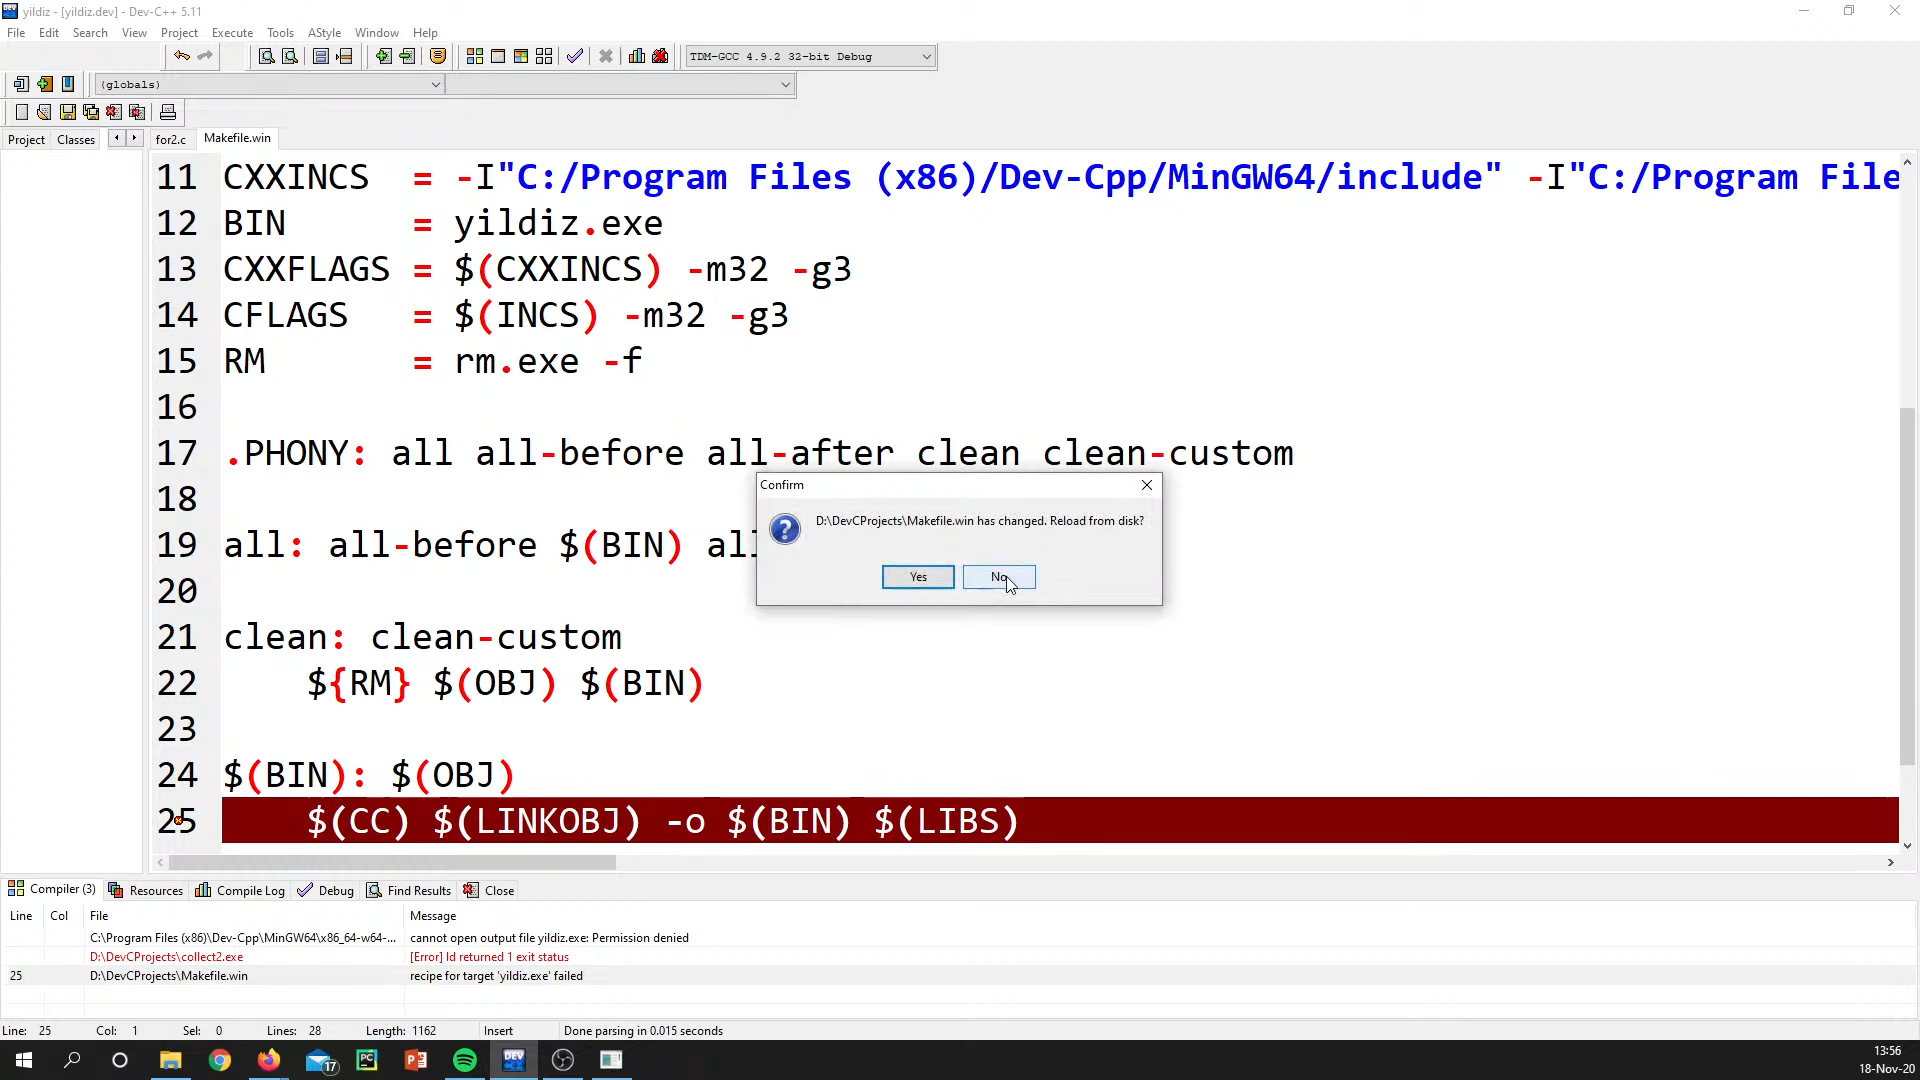 yildiz - [yildiz.dev] - Dev-C++ 5.11
File Edit Search View Project Execute Tools AStyle Window Help
TDM-GCC 4.9.2 32-bit Debug
(globals)
Project Classes for2.c Makefile.win
11 CXXINCS = -I"C:/Program Files (x86)/Dev-Cpp/MinGW64/include" -I"C:/Program File
12 BIN = yildiz.exe
13 CXXFLAGS = $(CXXINCS) -m32 -g3
14 CFLAGS = $(INCS) -m32 -g3
15 RM = rm.exe -f
16
17 .PHONY: all all-before all-after clean clean-custom
18
Confirm
D:\DevCProjects\Makefile.win has changed. Reload from disk?
Yes No
19 all: all-before $(BIN) all
20
21 clean: clean-custom
22 ${RM} $(OBJ) $(BIN)
23
24 $(BIN): $(OBJ)
25 $(CC) $(LINKOBJ) -o $(BIN) $(LIBS)
Compiler (3) Resources Compile Log Debug Find Results Close
Line Col File Message
C:\Program Files (x86)\Dev-Cpp\MinGW64\x86_64-w64-... cannot open output file yildiz.exe: Permission denied
D:\DevCProjects\collect2.exe [Error] ld returned 1 exit status
25 D:\DevCProjects\Makefile.win recipe for target 'yildiz.exe' failed
Line: 25 Col: 1 Sel: 0 Lines: 28 Length: 1162 Insert Done parsing in 0.015 seconds
17
PC
DEV
13:56
18-Nov-20